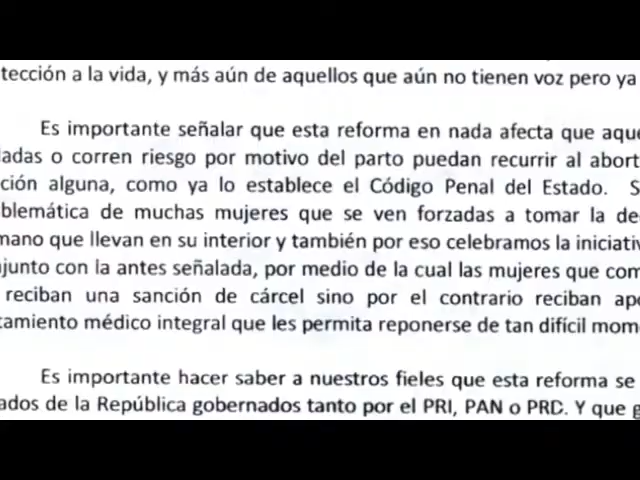 tección a la vida, y más aún de aquellos que aún no tienen voz pero ya
Es importante señalar que esta reforma en nada afecta que aque
ladas o corren riesgo por motivo del parto puedan recurrir al abort
ción alguna, como ya lo establece el Código Penal del Estado. S
blemática de muchas mujeres que se ven forzadas a tomar la de
mano que llevan en su interior y también por eso celebramos la iniciativ
junto con la antes señalada, por medio de la cual las mujeres que com
reciban una sanción de cárcel sino por el contrario reciban apo
tamiento médico integral que les permita reponerse de tan difícil mom
Es importante hacer saber a nuestros fieles que esta reforma se
ados de la República gobernados tanto por el PRI, PAN o PRD. Y que g